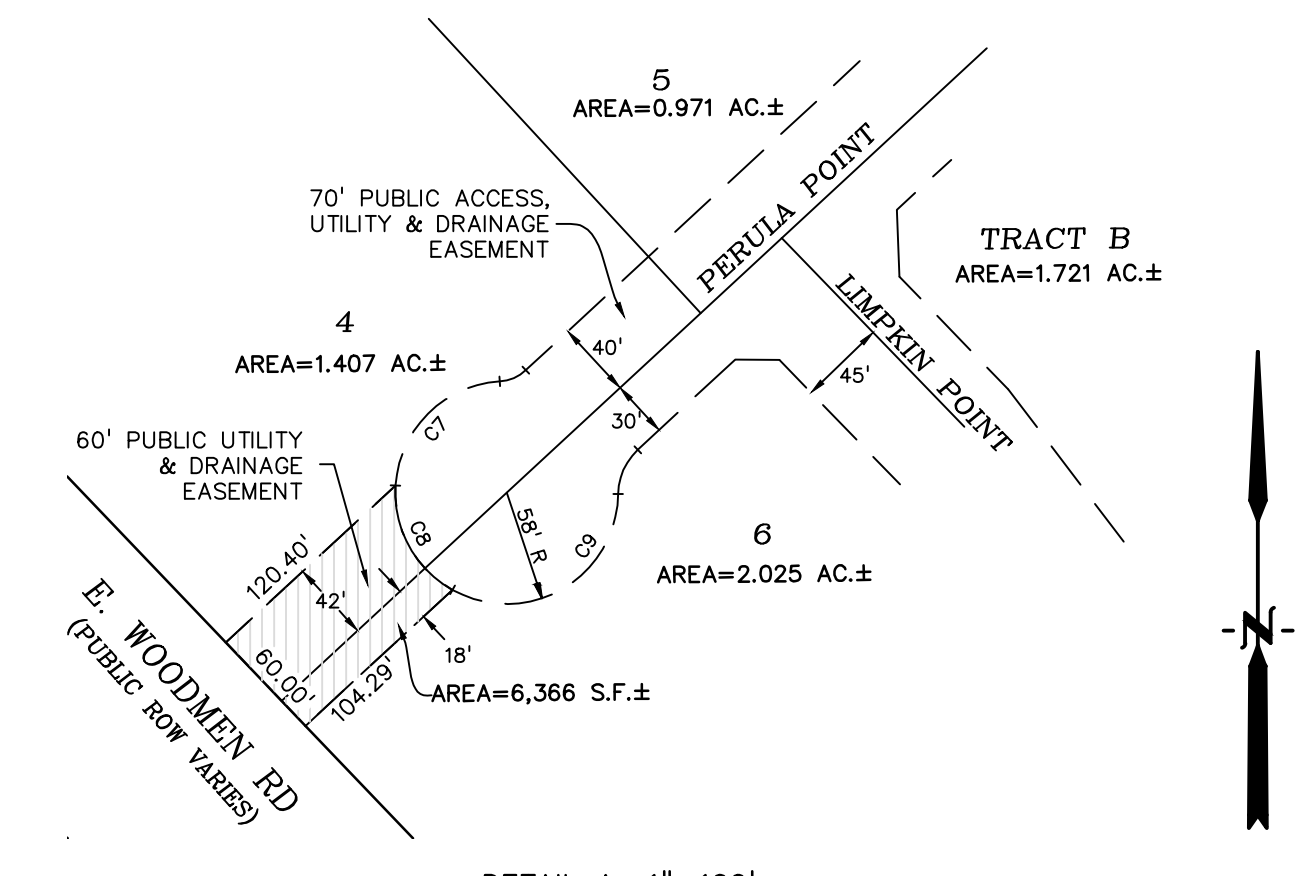 5
AREA=0.971 AC.±
PERULA POINT
70' PUBLIC ACCESS,
UTILITY & DRAINAGE
EASEMENT
TRACT B
AREA=1.721 AC.±
LIMPKIN POINT
4
AREA=1.407 AC.±
40'
45'
30'
C7
60' PUBLIC UTILITY
& DRAINAGE
EASEMENT
C8
58' R
C9
6
AREA=2.025 AC.±
120.40'
42'
18'
60.00'
104.29'
AREA=6,366 S.F.±
E. WOODMEN RD
(PUBLIC ROW VARIES)
N